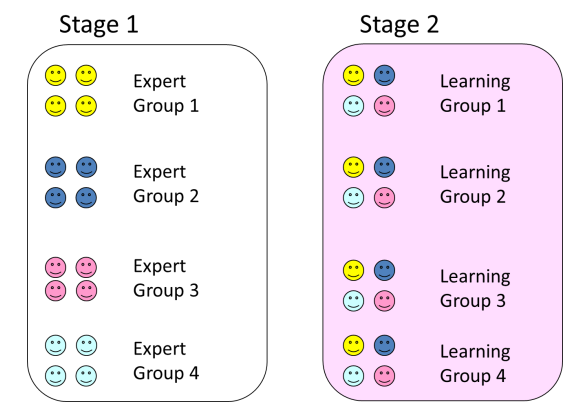 Stage 1
Expert
Group 1
Expert
Group 2
Expert
Group 3
Expert
Group 4
Stage 2
Learning
Group 1
Learning
Group 2
Learning
Group 3
Learning
Group 4